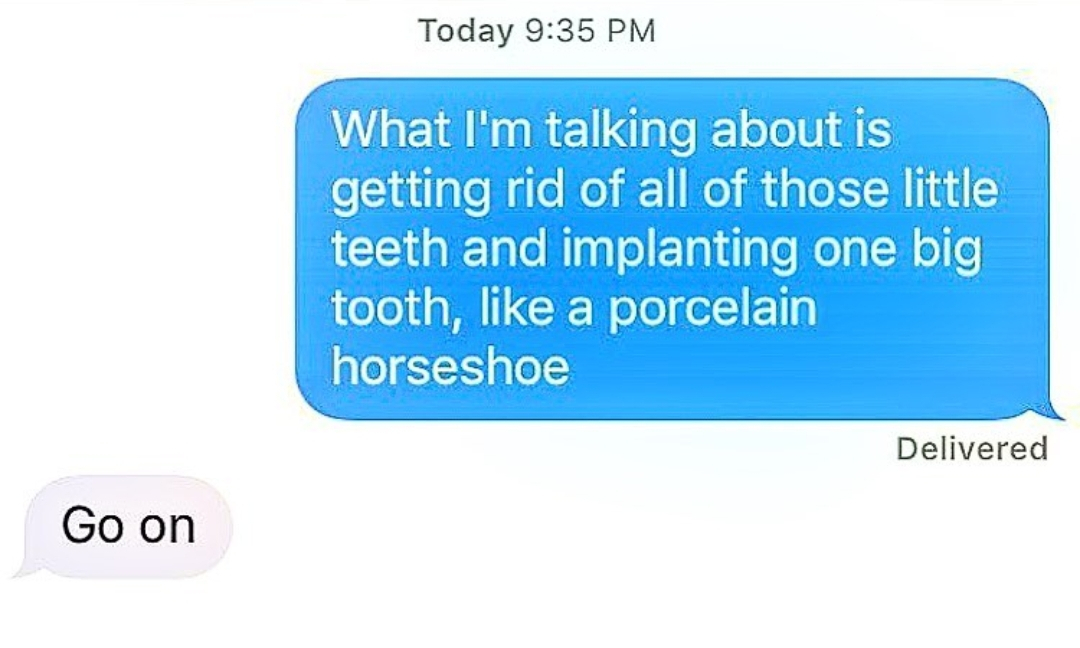 Today 9:35 PM
What I'm talking about is
getting rid of all of those little
teeth and implanting one big
tooth, like a porcelain
horseshoe
Delivered
Go on